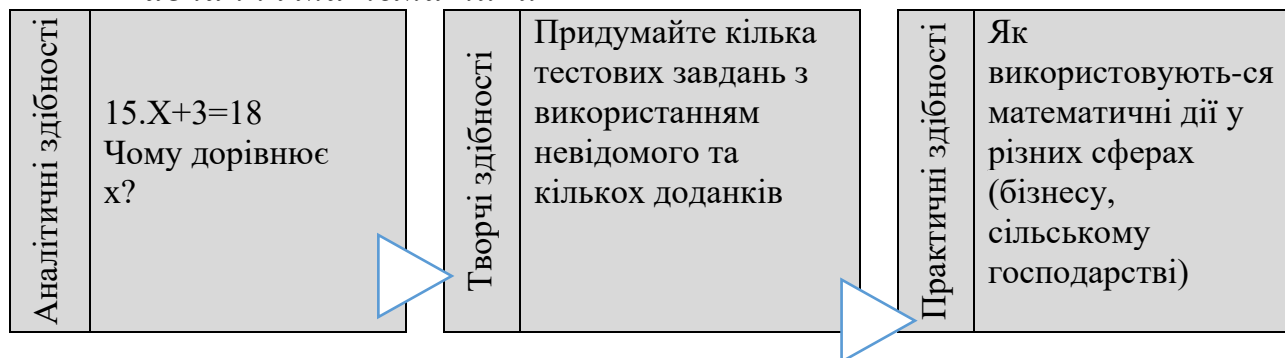 Аналітичні здібності
15.X+3=18
Чому дорівнює
х?
Творчі здібності
Придумайте кілька
тестових завдань з
використанням
невідомого та
кількох доданків
Практичні здібності
Як
використовують-ся
математичні дії у
різних сферах
(бізнесу,
сільському
господарстві)